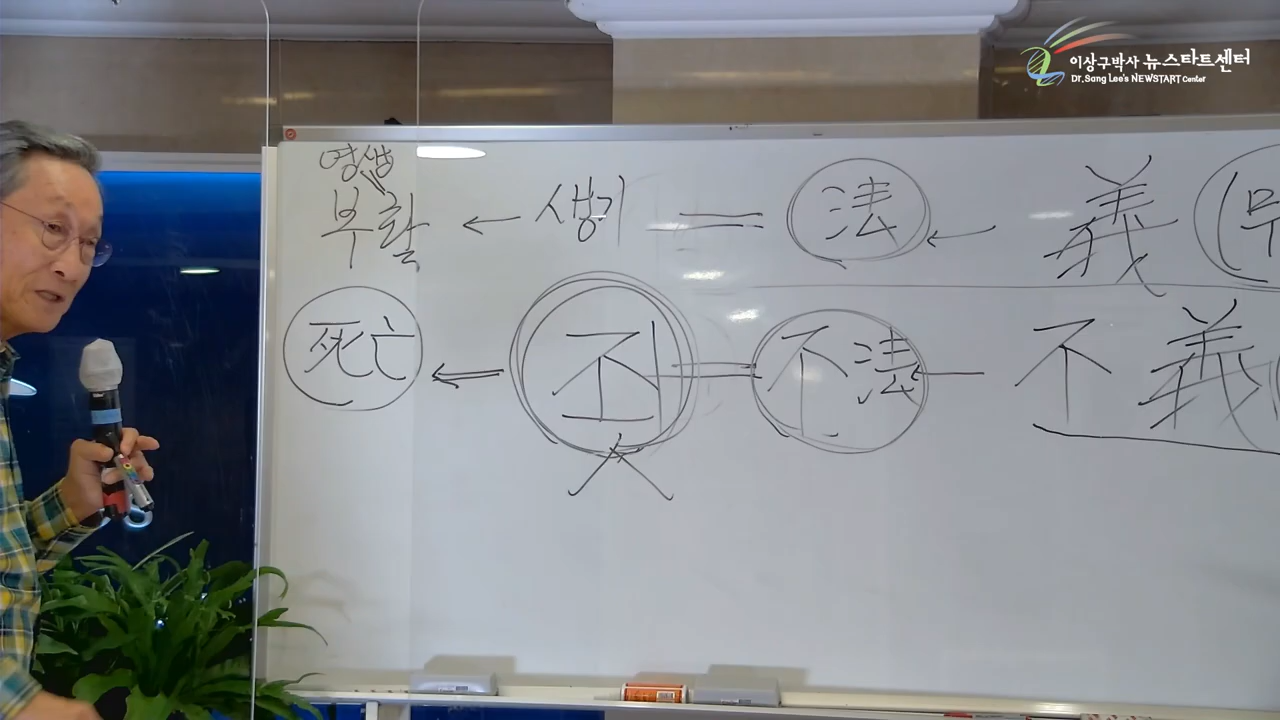 이상구박사 뉴스타트센터
Dr. Sang Lee's NEWSTART Center
영생
부활 ← 생기 = 法 ← 義 (무
死亡 ← 죄 = 不法 ← 不義